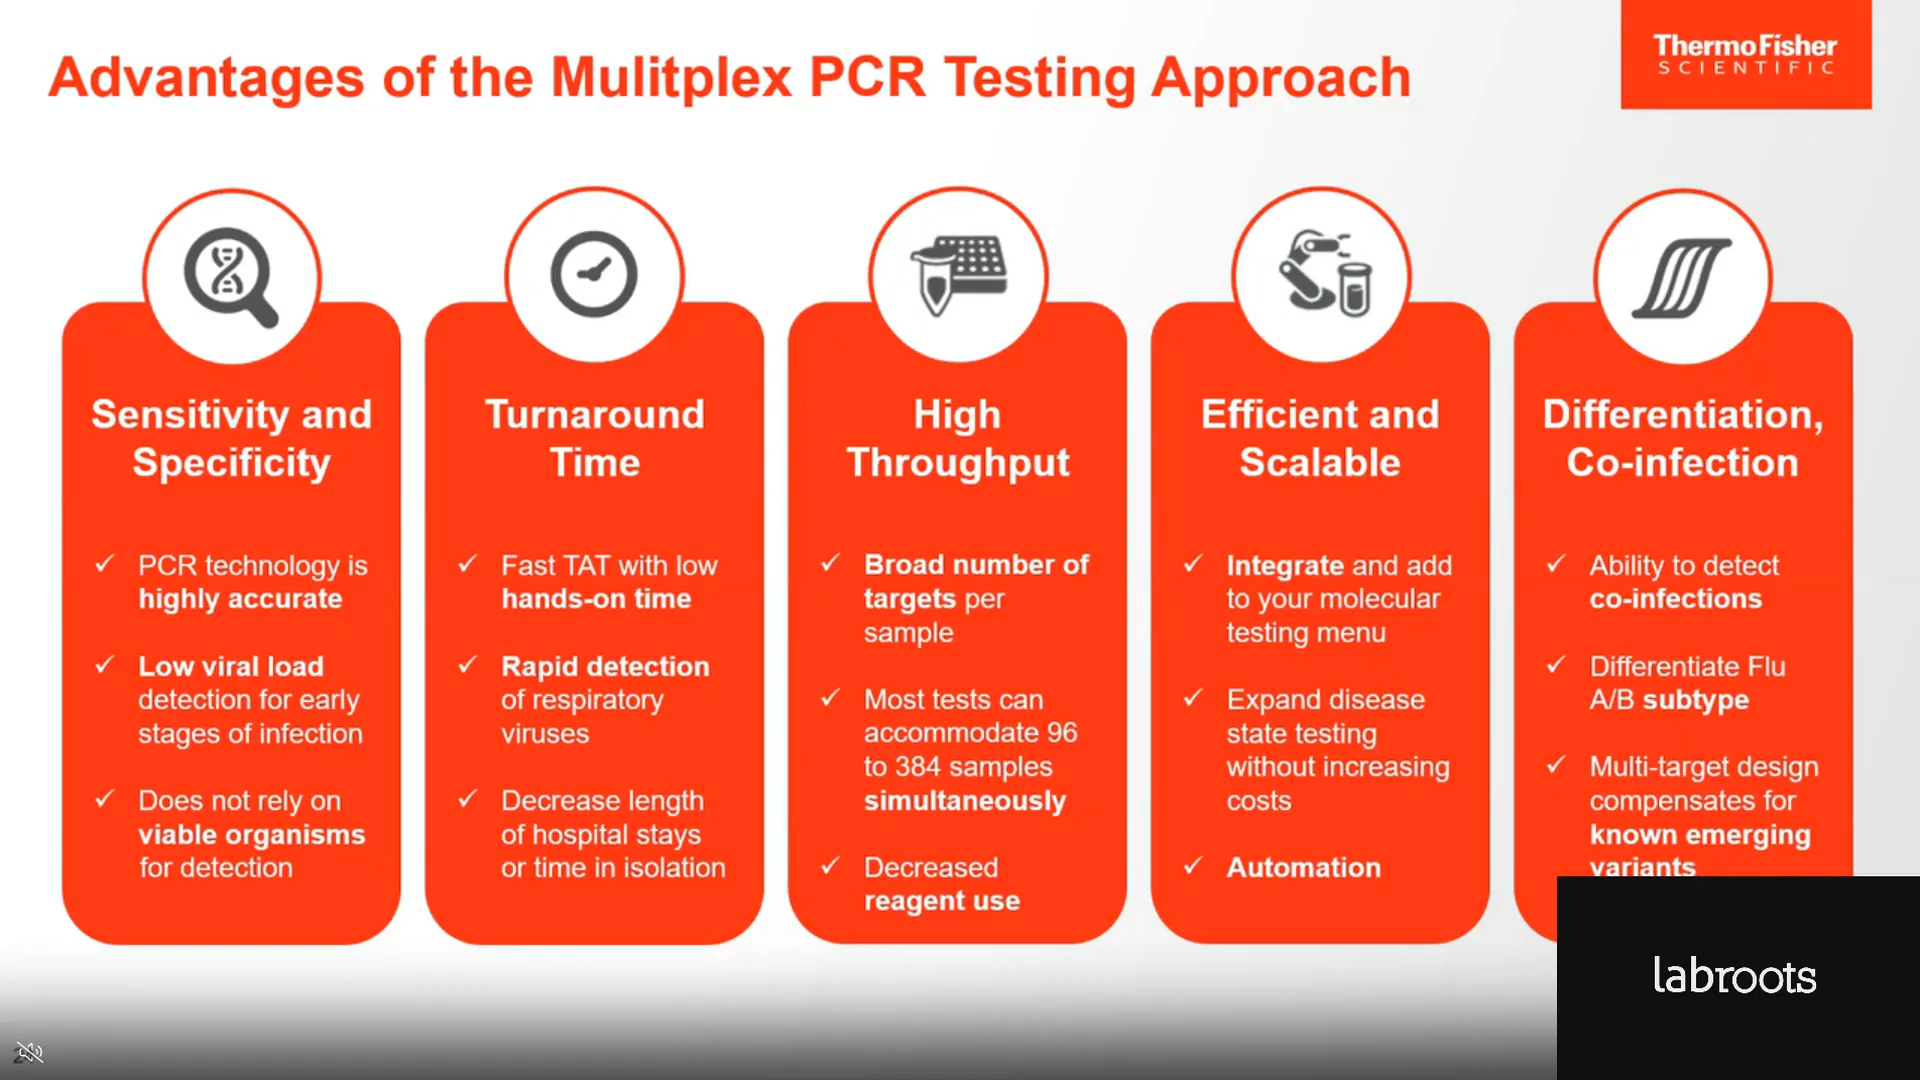 Advantages of the Mulitplex PCR Testing Approach
ThermoFisher
SCIENTIFIC
Sensitivity and
Specificity
✓ PCR technology is
highly accurate
✓ Low viral load
detection for early
stages of infection
✓ Does not rely on
viable organisms
for detection
Turnaround
Time
✓ Fast TAT with low
hands-on time
✓ Rapid detection
of respiratory
viruses
✓ Decrease length
of hospital stays
or time in isolation
High
Throughput
✓ Broad number of
targets per
sample
✓ Most tests can
accommodate 96
to 384 samples
simultaneously
✓ Decreased
reagent use
Efficient and
Scalable
✓ Integrate and add
to your molecular
testing menu
✓ Expand disease
state testing
without increasing
costs
✓ Automation
Differentiation,
Co-infection
✓ Ability to detect
co-infections
✓ Differentiate Flu
A/B subtype
✓ Multi-target design
compensates for
known emerging
variants
labroots